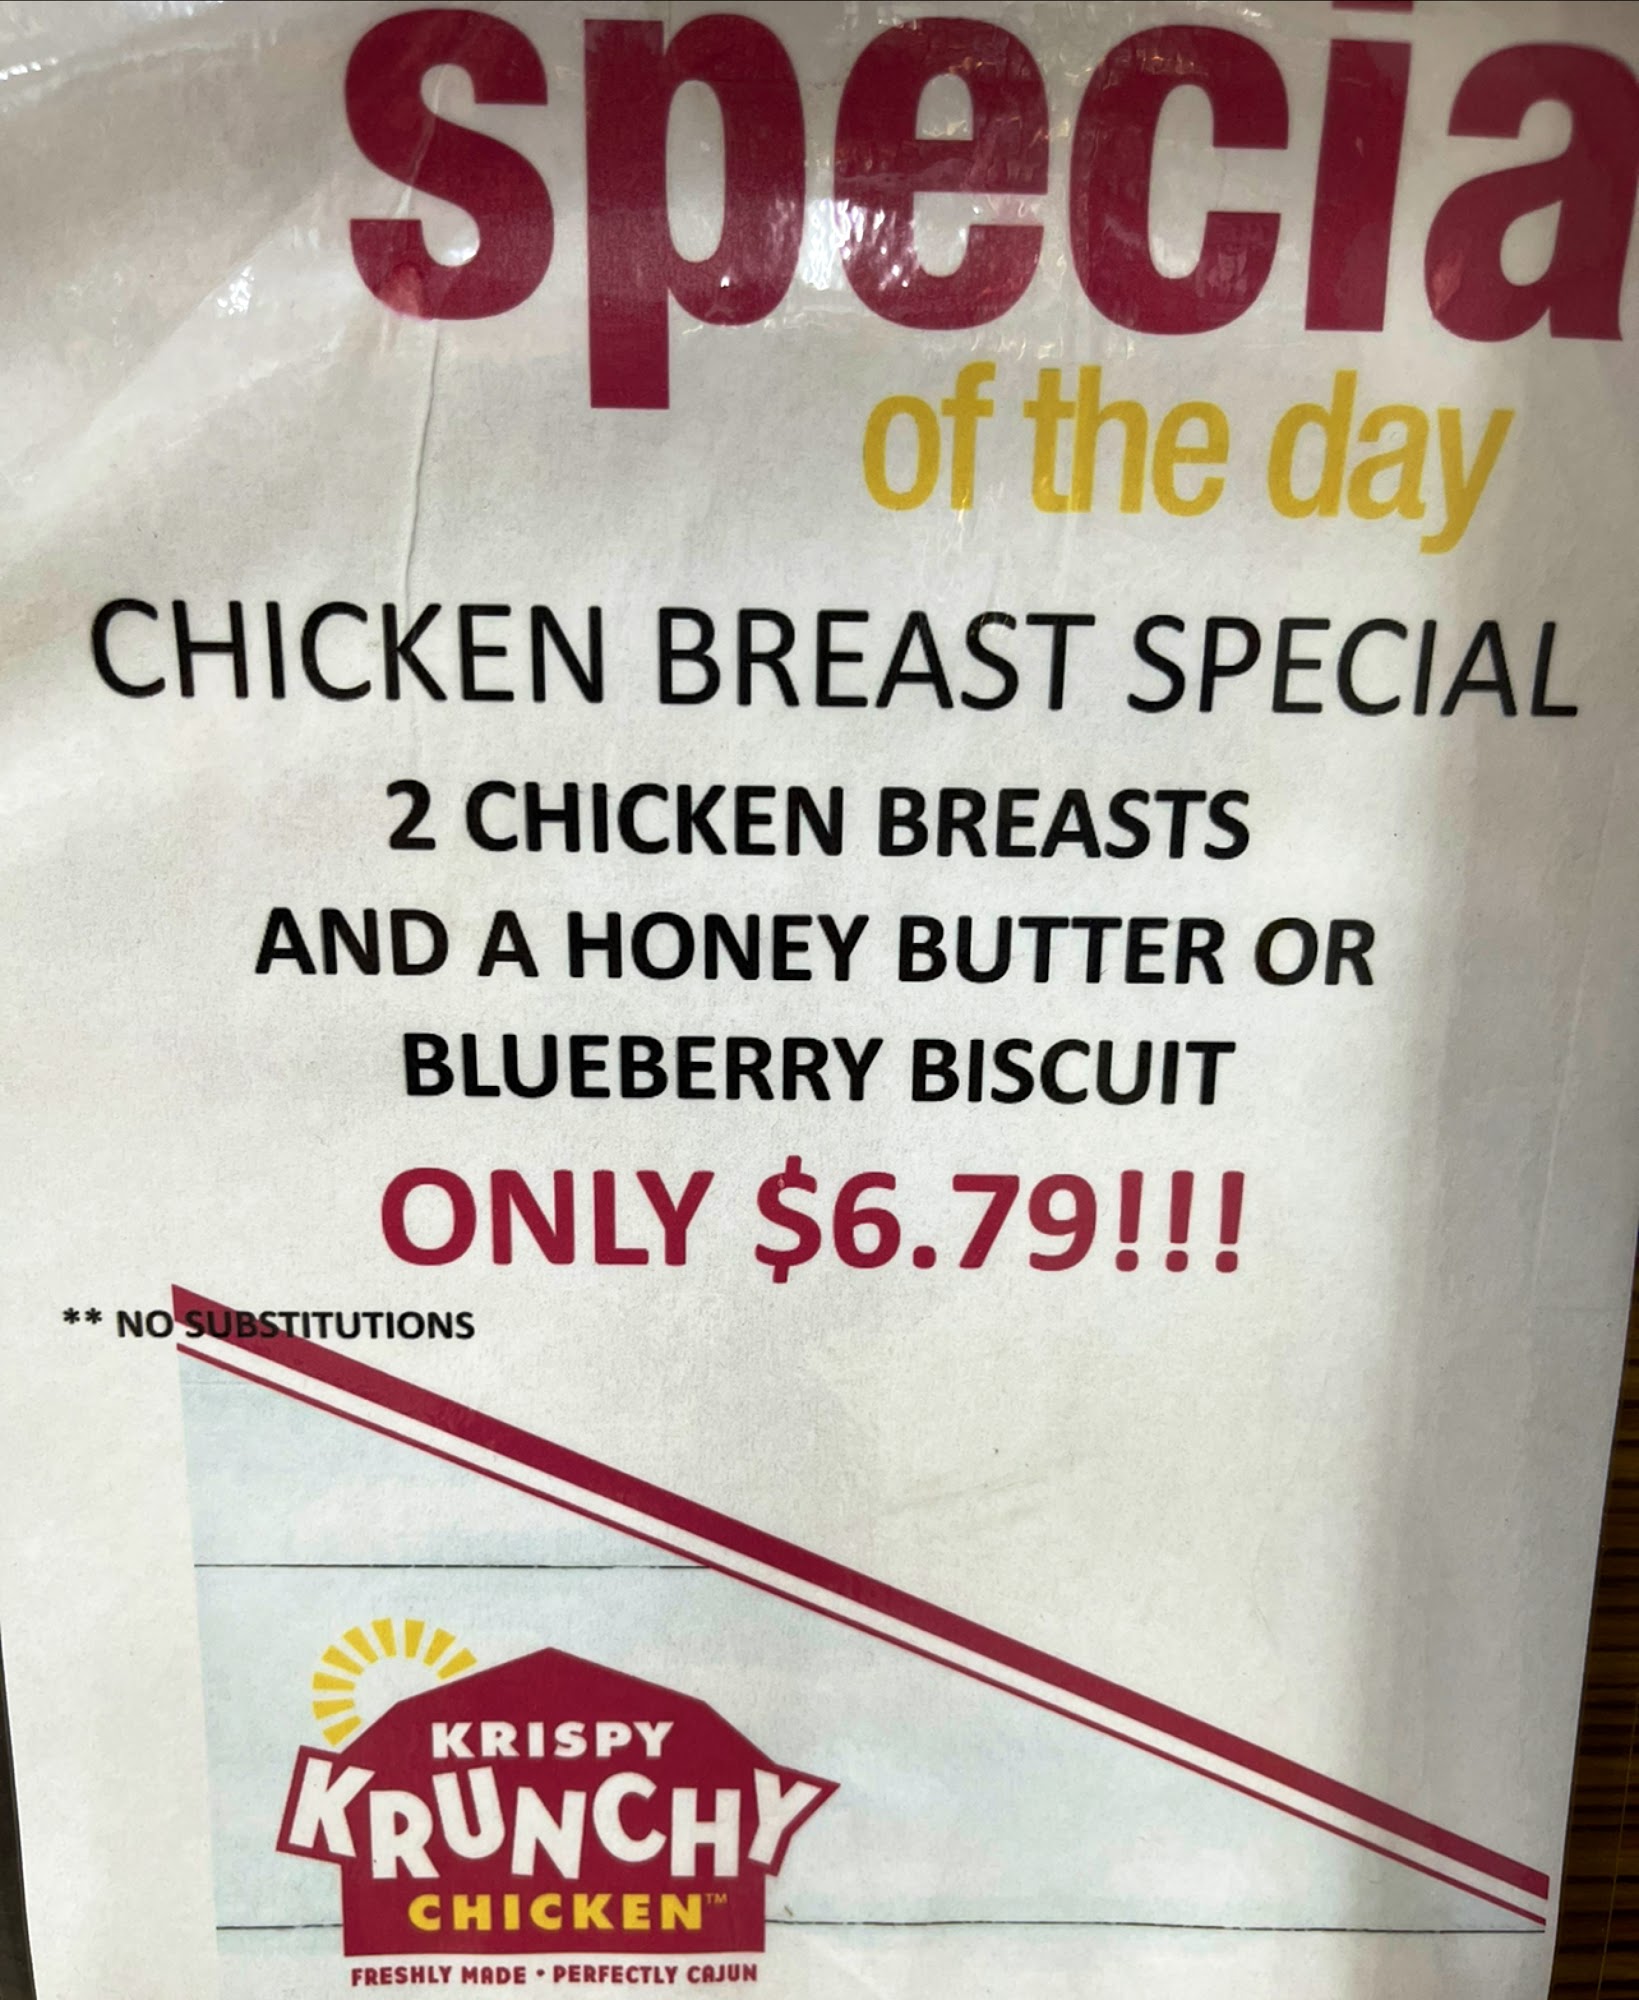 specia
of the day
CHICKEN BREAST SPECIAL
2 CHICKEN BREASTS
AND A HONEY BUTTER OR
BLUEBERRY BISCUIT
ONLY $6.79!!!
** NO SUBSTITUTIONS
KRISPY
KRUNCHY
CHICKEN™
FRESHLY MADE • PERFECTLY CAJUN